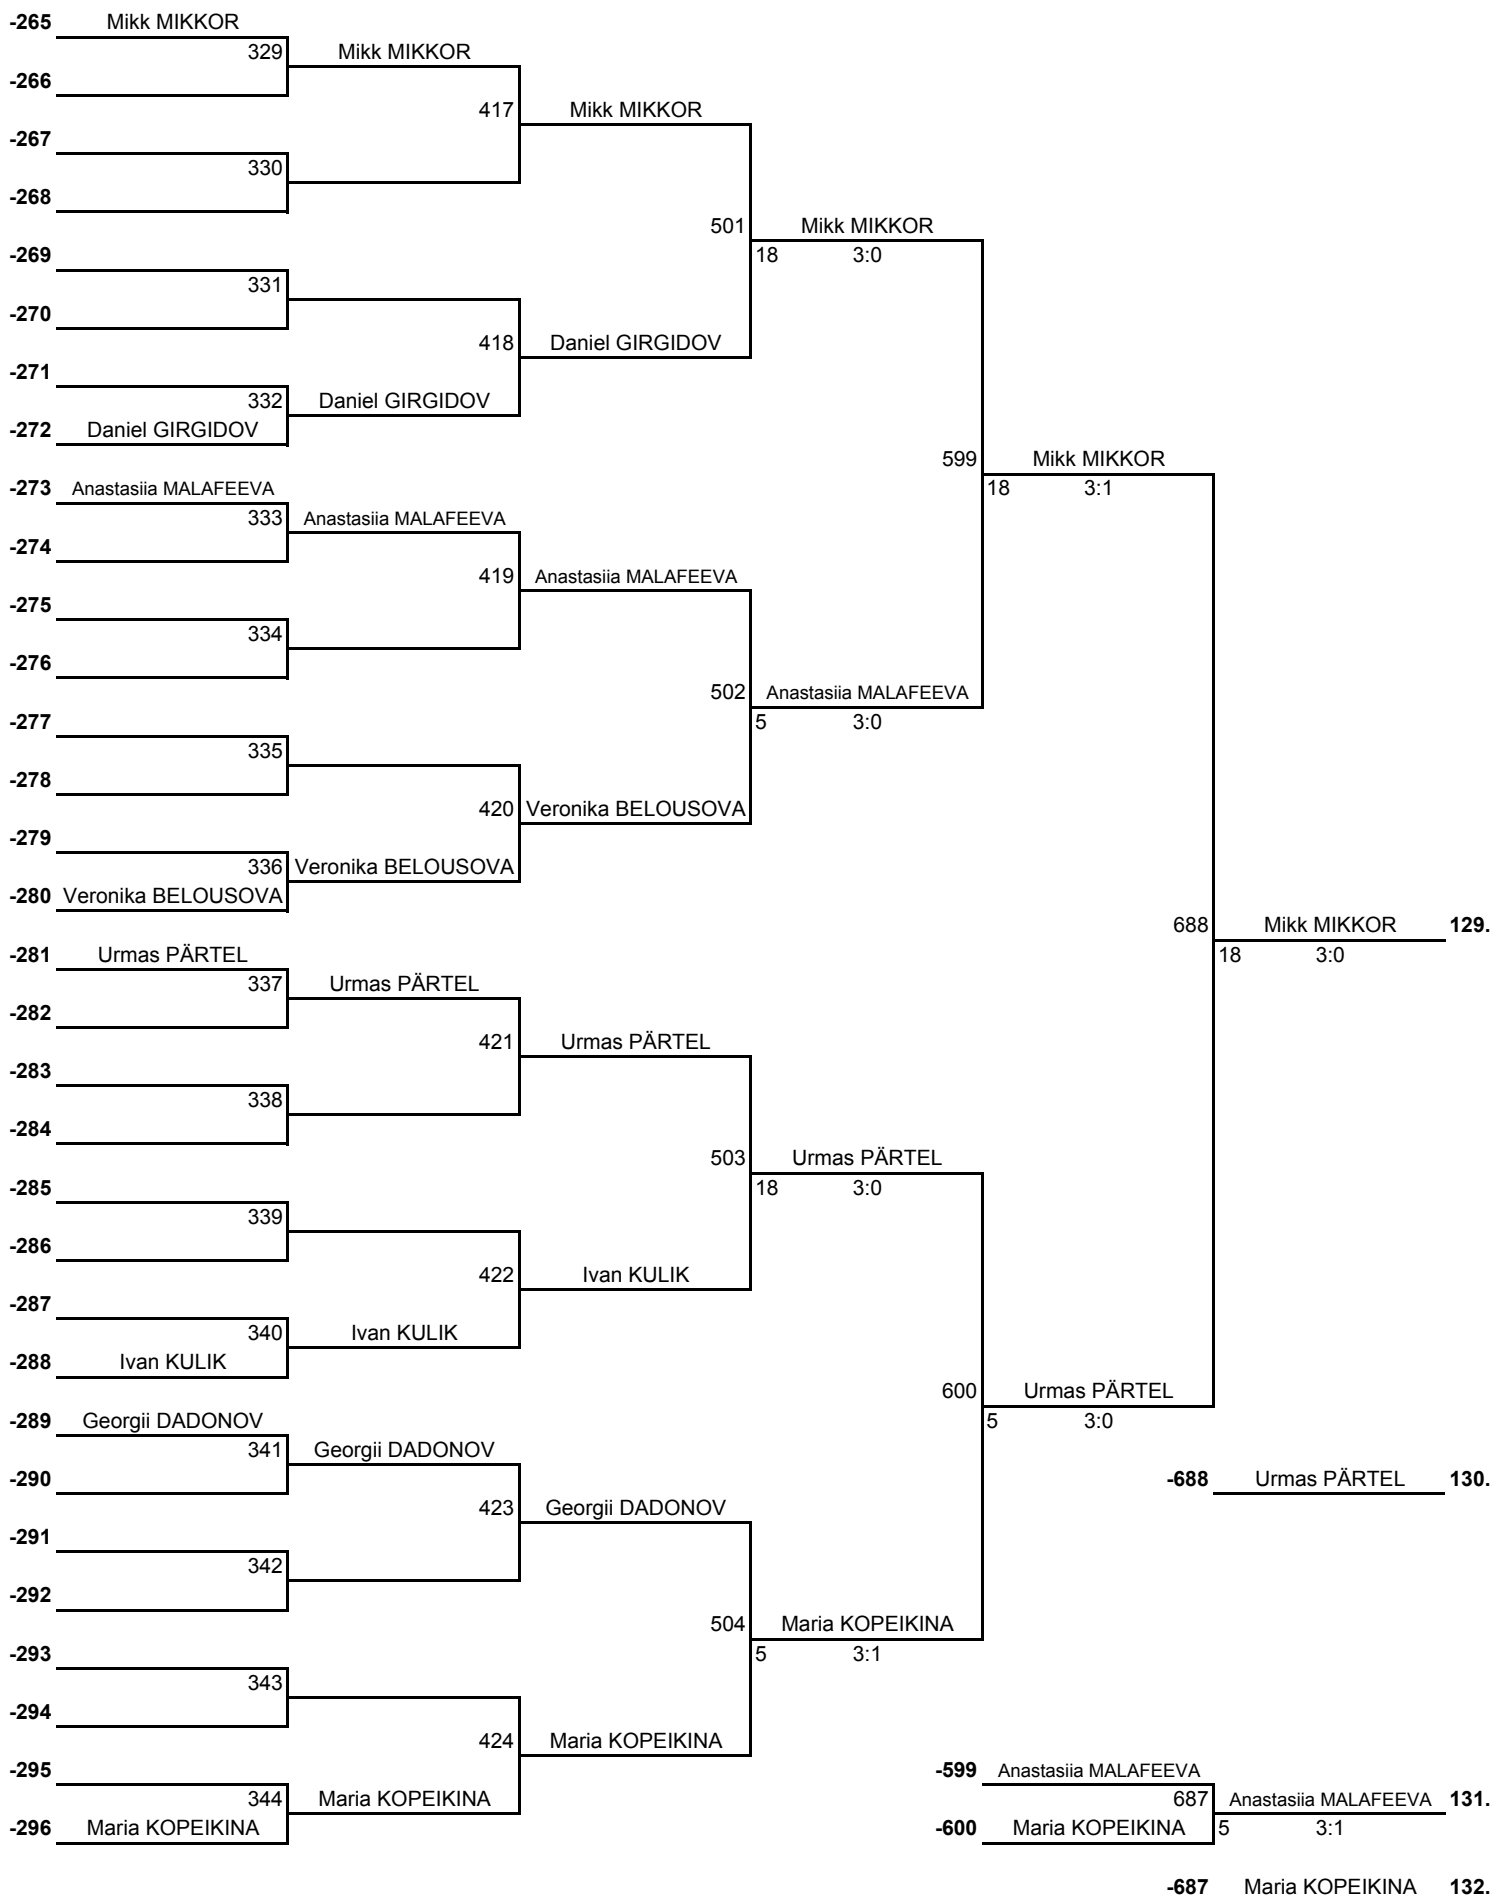 -265 Mikk MIKKOR
329 Mikk MIKKOR
-266
417 Mikk MIKKOR
-267
330
-268
501 Mikk MIKKOR
-269 18 3:0
331
-270
418 Daniel GIRGIDOV
-271
332 Daniel GIRGIDOV
-272 Daniel GIRGIDOV
599 Mikk MIKKOR
-273 Anastasiia MALAFEEVA 18 3:1
333 Anastasiia MALAFEEVA
-274
419 Anastasiia MALAFEEVA
-275
334
-276
502 Anastasiia MALAFEEVA
-277 5 3:0
335
-278
420 Veronika BELOUSOVA
-279
336 Veronika BELOUSOVA
-280 Veronika BELOUSOVA
688 Mikk MIKKOR 129.
-281 Urmas PÄRTEL 18 3:0
337 Urmas PÄRTEL
-282
421 Urmas PÄRTEL
-283
338
-284
503 Urmas PÄRTEL
-285 18 3:0
339
-286
422 Ivan KULIK
-287
340 Ivan KULIK
-288 Ivan KULIK
600 Urmas PÄRTEL
-289 Georgii DADONOV 5 3:0
341 Georgii DADONOV
-290 -688 Urmas PÄRTEL 130.
423 Georgii DADONOV
-291
342
-292
504 Maria KOPEIKINA
-293 5 3:1
343
-294
424 Maria KOPEIKINA
-295 -599 Anastasiia MALAFEEVA
344 Maria KOPEIKINA 687 Anastasiia MALAFEEVA 131.
-296 Maria KOPEIKINA -600 Maria KOPEIKINA 5 3:1
-687 Maria KOPEIKINA 132.